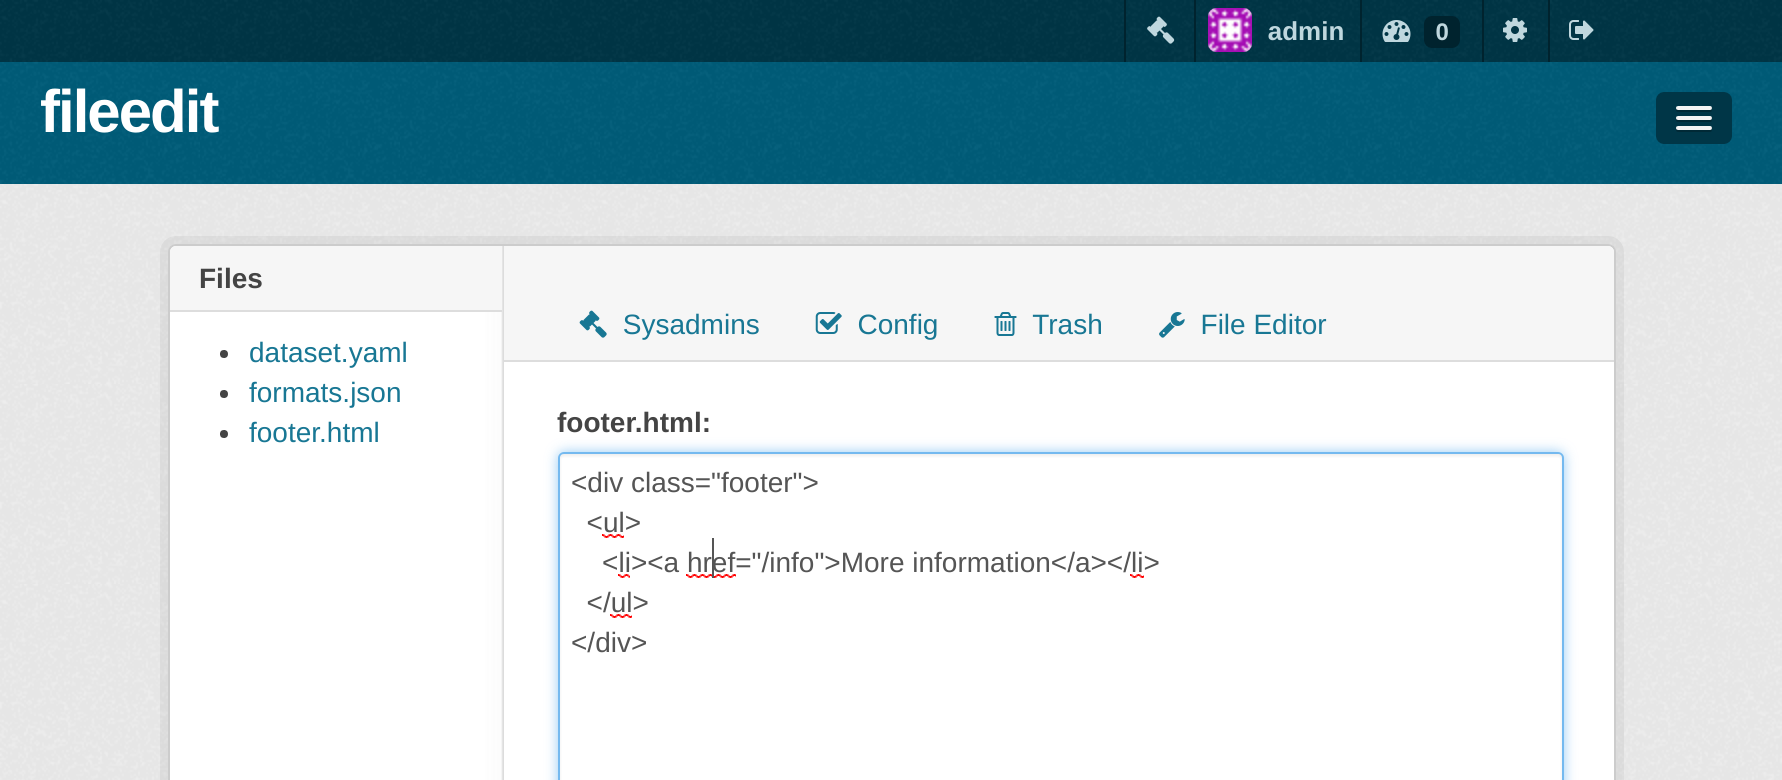 admin 0
fileedit
Files
Sysadmins Config Trash File Editor
dataset.yaml
formats.json
footer.html
footer.html:
<div class="footer">
  <ul>
    <li><a href="/info">More information</a></li>
  </ul>
</div>